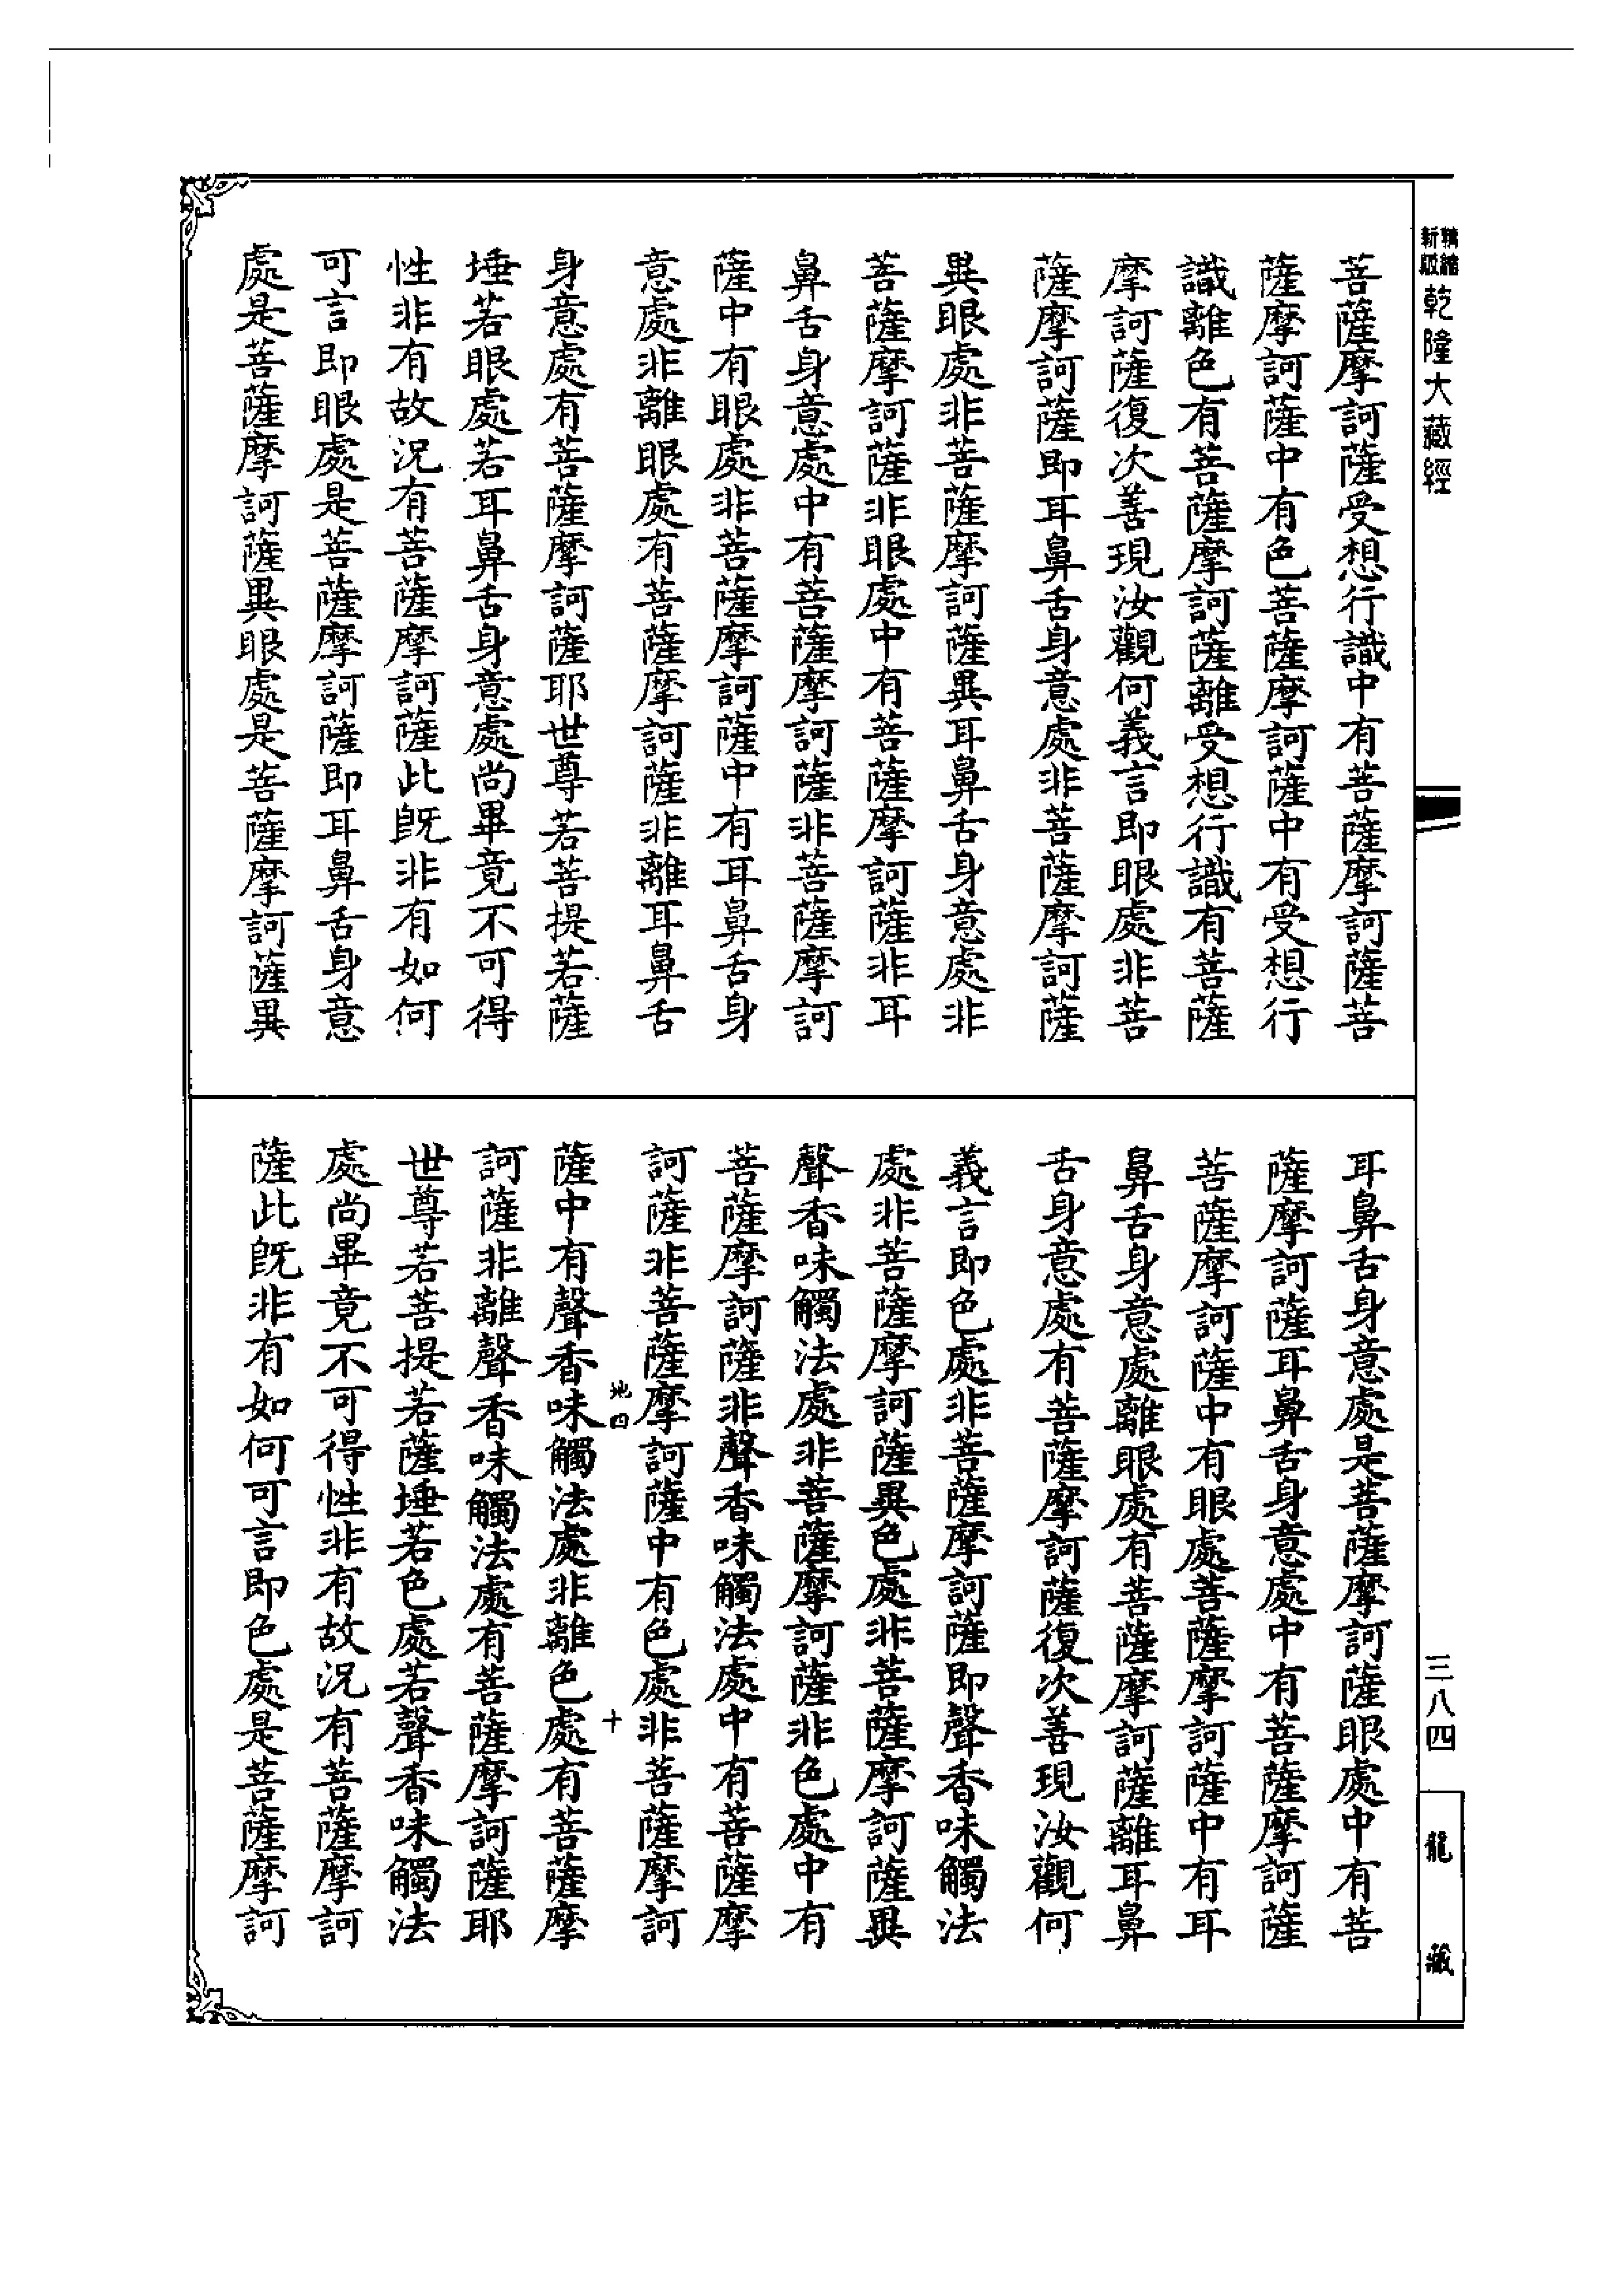 精縮新版乾隆大藏經
菩薩摩訶薩受想行識中有菩薩摩訶薩菩
薩摩訶薩中有色菩薩摩訶薩中有受想行
識離色有菩薩摩訶薩離受想行識有菩薩
摩訶薩復次善現汝觀何義言即眼處非菩
薩摩訶薩即耳鼻舌身意處非菩薩摩訶薩
異眼處非菩薩摩訶薩異耳鼻舌身意處非
菩薩摩訶薩非眼處中有菩薩摩訶薩非耳
鼻舌身意處中有菩薩摩訶薩非菩薩摩訶
薩中有眼處非菩薩摩訶薩中有耳鼻舌身
意處非離眼處有菩薩摩訶薩非離耳鼻舌
身意處有菩薩摩訶薩耶世尊若菩提若薩
埵若眼處若耳鼻舌身意處尚畢竟不可得
性非有故況有菩薩摩訶薩此旣非有如何
可言即眼處是菩薩摩訶薩即耳鼻舌身意
處是菩薩摩訶薩異眼處是菩薩摩訶薩異
耳鼻舌身意處是菩薩摩訶薩眼處中有菩
薩摩訶薩耳鼻舌身意處中有菩薩摩訶薩
菩薩摩訶薩中有眼處菩薩摩訶薩中有耳
鼻舌身意處離眼處有菩薩摩訶薩離耳鼻
舌身意處有菩薩摩訶薩復次善現汝觀何
義言即色處非菩薩摩訶薩即聲香味觸法
處非菩薩摩訶薩異色處非菩薩摩訶薩異
聲香味觸法處非菩薩摩訶薩非色處中有
菩薩摩訶薩非聲香味觸法處中有菩薩摩
訶薩非菩薩摩訶薩中有色處非菩薩摩訶
地四 十
薩中有聲香味觸法處非離色處有菩薩摩
訶薩非離聲香味觸法處有菩薩摩訶薩耶
世尊若菩提若薩埵若色處若聲香味觸法
處尚畢竟不可得性非有故況有菩薩摩訶
薩此旣非有如何可言即色處是菩薩摩訶
三八四
龍藏